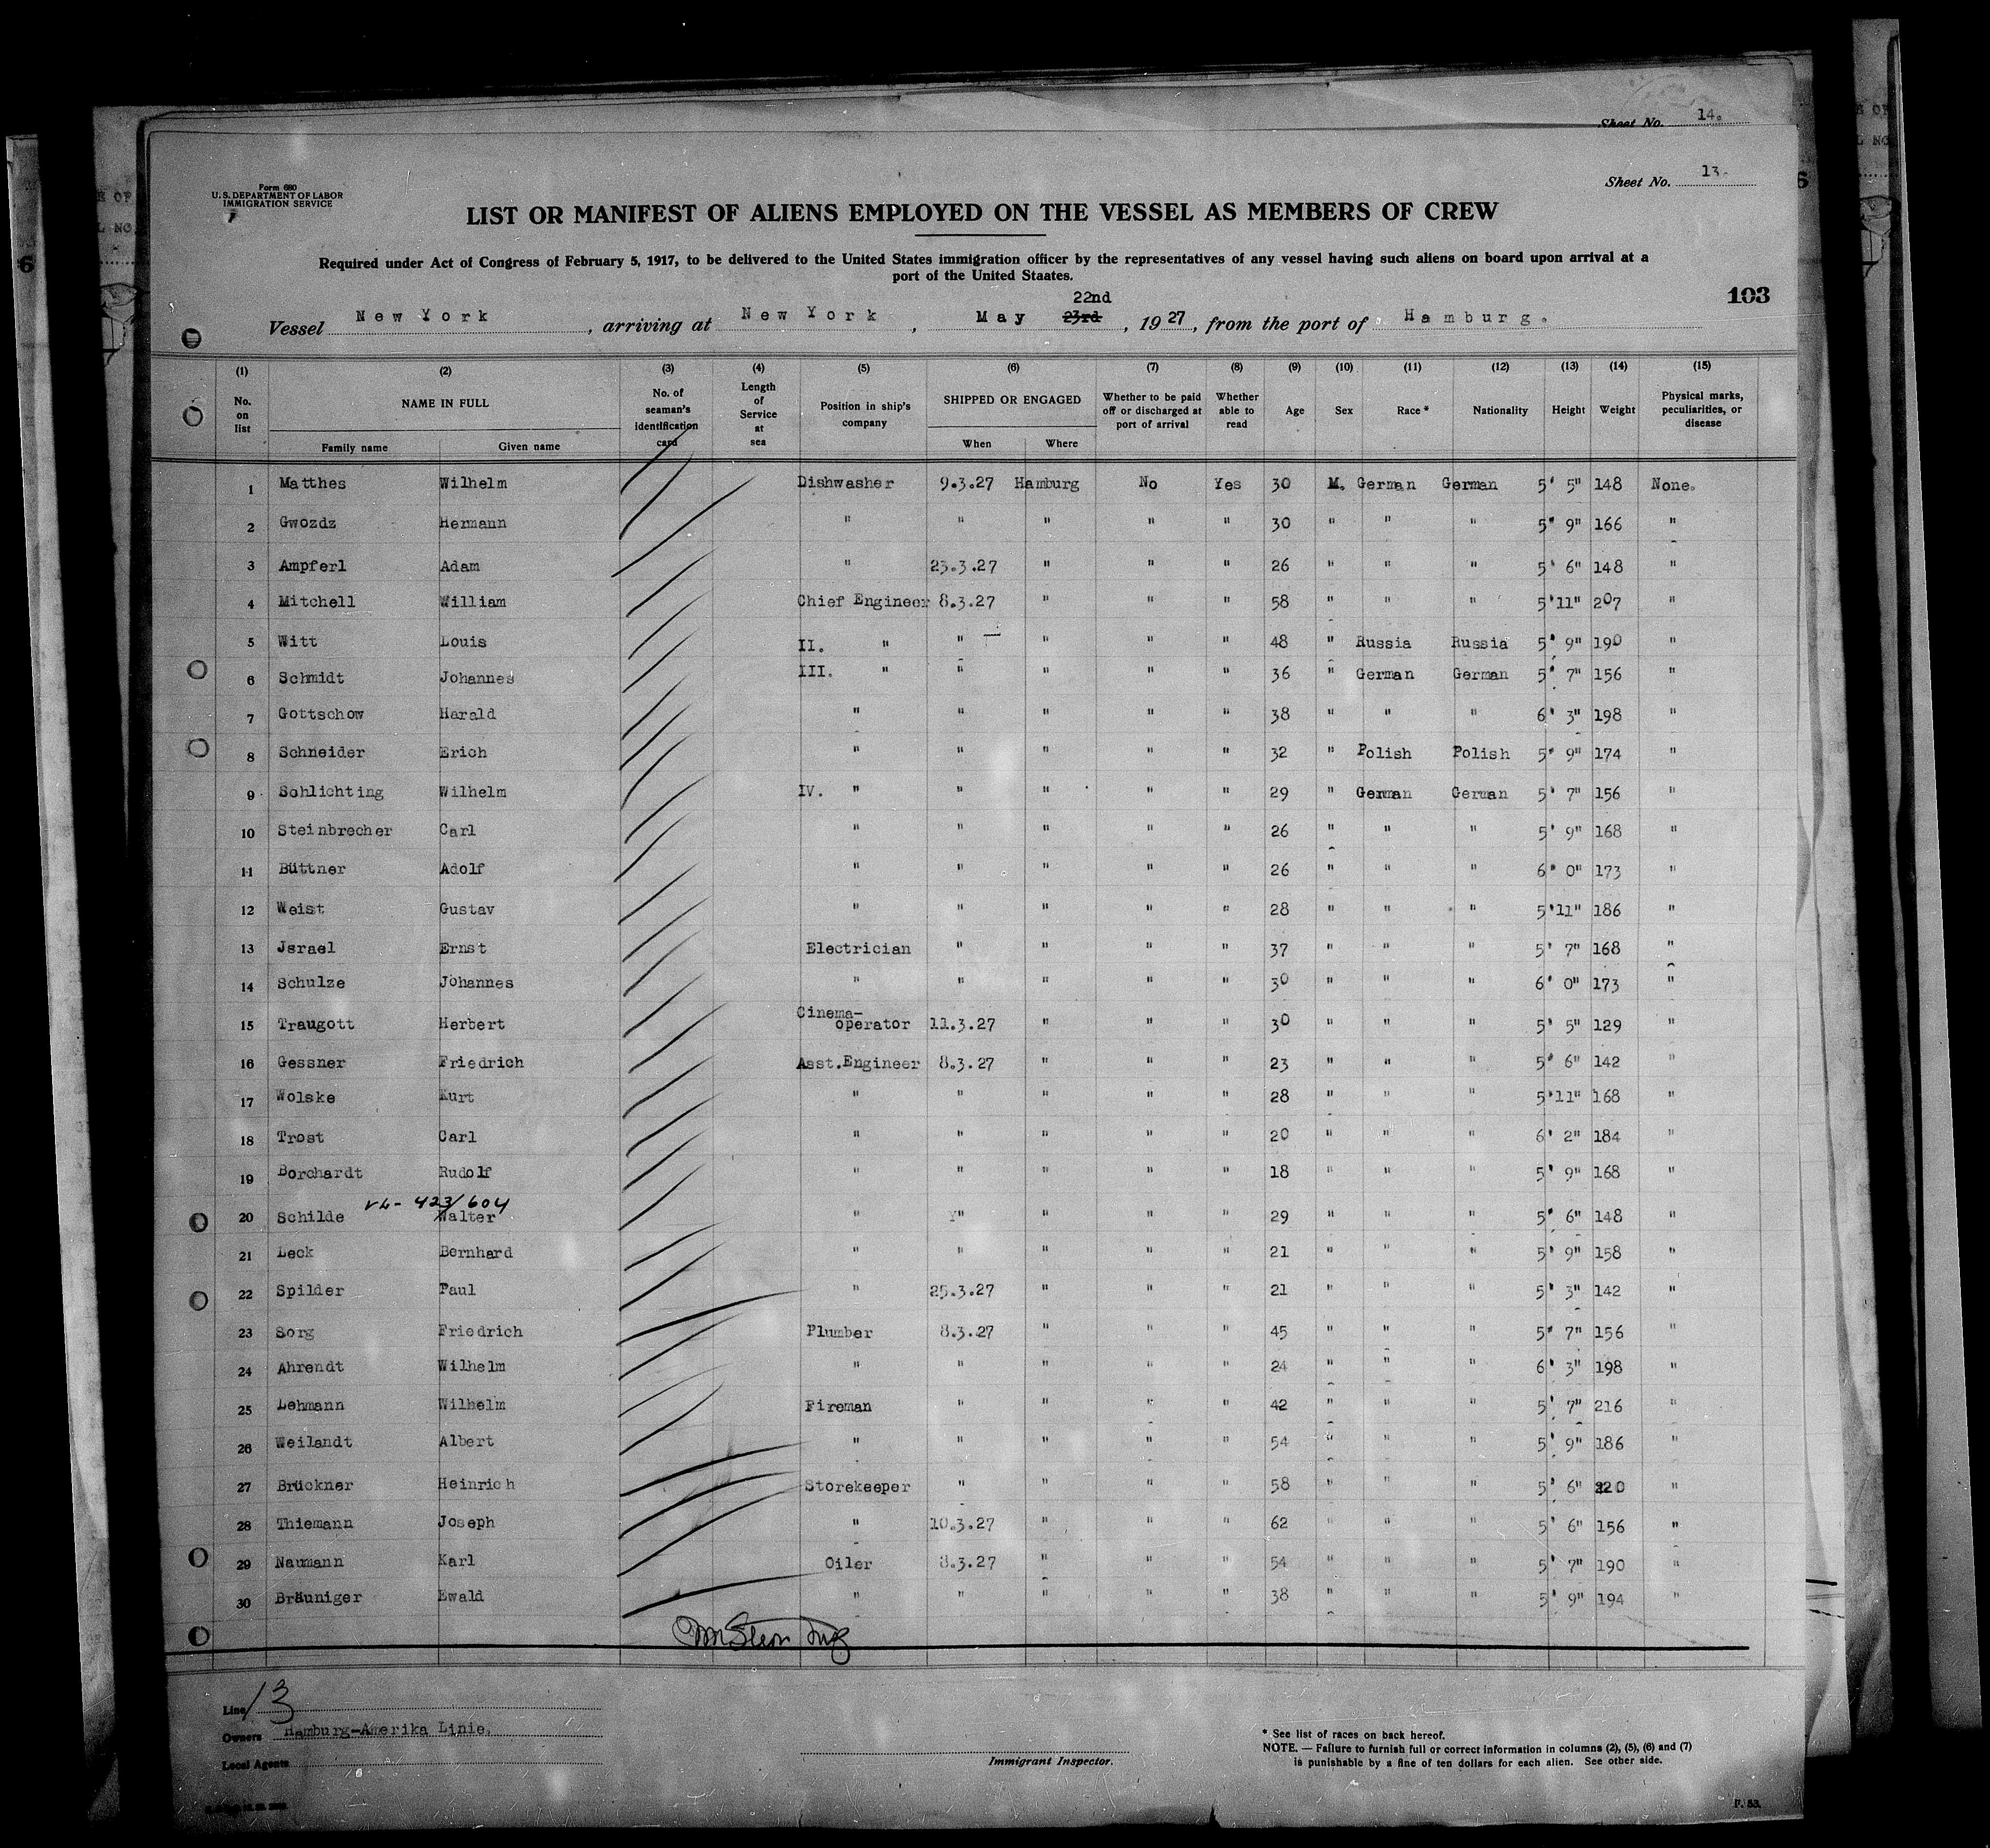 Sheet No. 14.
Sheet No. 13.
Form 680
U. S. DEPARTMENT OF LABOR
IMMIGRATION SERVICE
LIST OR MANIFEST OF ALIENS EMPLOYED ON THE VESSEL AS MEMBERS OF CREW
Required under Act of Congress of February 5, 1917, to be delivered to the United States immigration officer by the representatives of any vessel having such aliens on board upon arrival at a
port of the United Staates.
103
22nd
Vessel New York, arriving at New York, May 23rd, 1927, from the port of Hamburg.
(1) (2) (3) (4) (5) (6) (7) (8) (9) (10) (11) (12) (13) (14) (15)
No. on list NAME IN FULL Family name Given name No. of seaman's identification card Length of Service at sea Position in ship's company SHIPPED OR ENGAGED When Where Whether to be paid off or discharged at port of arrival Whether able to read Age Sex Race * Nationality Height Weight Physical marks, peculiarities, or disease
1 Matthes Wilhelm Dishwasher 9.3.27 Hamburg No Yes 30 M. German German 5' 5" 148 None.
2 Gwozdz Hermann " " " " " 30 " " " 5' 9" 166 "
3 Ampferl Adam " 23.3.27 " " " 26 " " " 5' 6" 148 "
4 Mitchell William Chief Engineer 8.3.27 " " " 58 " " " 5'11" 207 "
5 Witt Louis II. " " " " " 48 " Russia Russia 5' 9" 190 "
6 Schmidt Johannes III. " " " " " 36 " German German 5' 7" 156 "
7 Gottschow Harald " " " " " 38 " " " 6' 3" 198 "
8 Schneider Erich " " " " " 32 " Polish Polish 5' 9" 174 "
9 Schlichting Wilhelm IV. " " " " " 29 " German German 5' 7" 156 "
10 Steinbrecher Carl " " " " " 26 " " " 5' 9" 168 "
11 Büttner Adolf " " " " " 26 " " " 6' 0" 173 "
12 Weist Gustav " " " " " 28 " " " 5'11" 186 "
13 Jsrael Ernst Electrician " " " " 37 " " " 5' 7" 168 "
14 Schulze Johannes " " " " " 30 " " " 6' 0" 173 "
15 Traugott Herbert Cinema-operator 11.3.27 " " " 30 " " " 5' 5" 129 "
16 Gessner Friedrich Asst.Engineer 8.3.27 " " " 23 " " " 5' 6" 142 "
17 Wolske Kurt " " " " " 28 " " " 5'11" 168 "
18 Trost Carl " " " " " 20 " " " 6' 2" 184 "
19 Borchardt Rudolf " " " " " 18 " " " 5' 9" 168 "
423/604
20 Schilde Walter " " " " " 29 " " " 5' 6" 148 "
21 Leck Bernhard " " " " " 21 " " " 5' 9" 158 "
22 Spilder Paul " 25.3.27 " " " 21 " " " 5' 3" 142 "
23 Sorg Friedrich Plumber 8.3.27 " " " 45 " " " 5' 7" 156 "
24 Ahrendt Wilhelm " " " " " 24 " " " 6' 3" 198 "
25 Lehmann Wilhelm Fireman " " " " 42 " " " 5' 7" 216 "
26 Weilandt Albert " " " " " 54 " " " 5' 9" 186 "
27 Brückner Heinrich Storekeeper " " " " 58 " " " 5' 6" 220 "
28 Thiemann Joseph " 10.3.27 " " " 62 " " " 5' 6" 156 "
29 Naumann Karl Oiler 8.3.27 " " " 54 " " " 5' 7" 190 "
30 Bräuniger Ewald " " " " " 38 " " " 5' 9" 194 "
Line 13
Owners Hamburg-Amerika Linie.
Local Agents
Immigrant Inspector.
* See list of races on back hereof.
NOTE. — Failure to furnish full or correct information in columns (2), (5), (6) and (7)
is punishable by a fine of ten dollars for each alien. See other side.
F. 53.